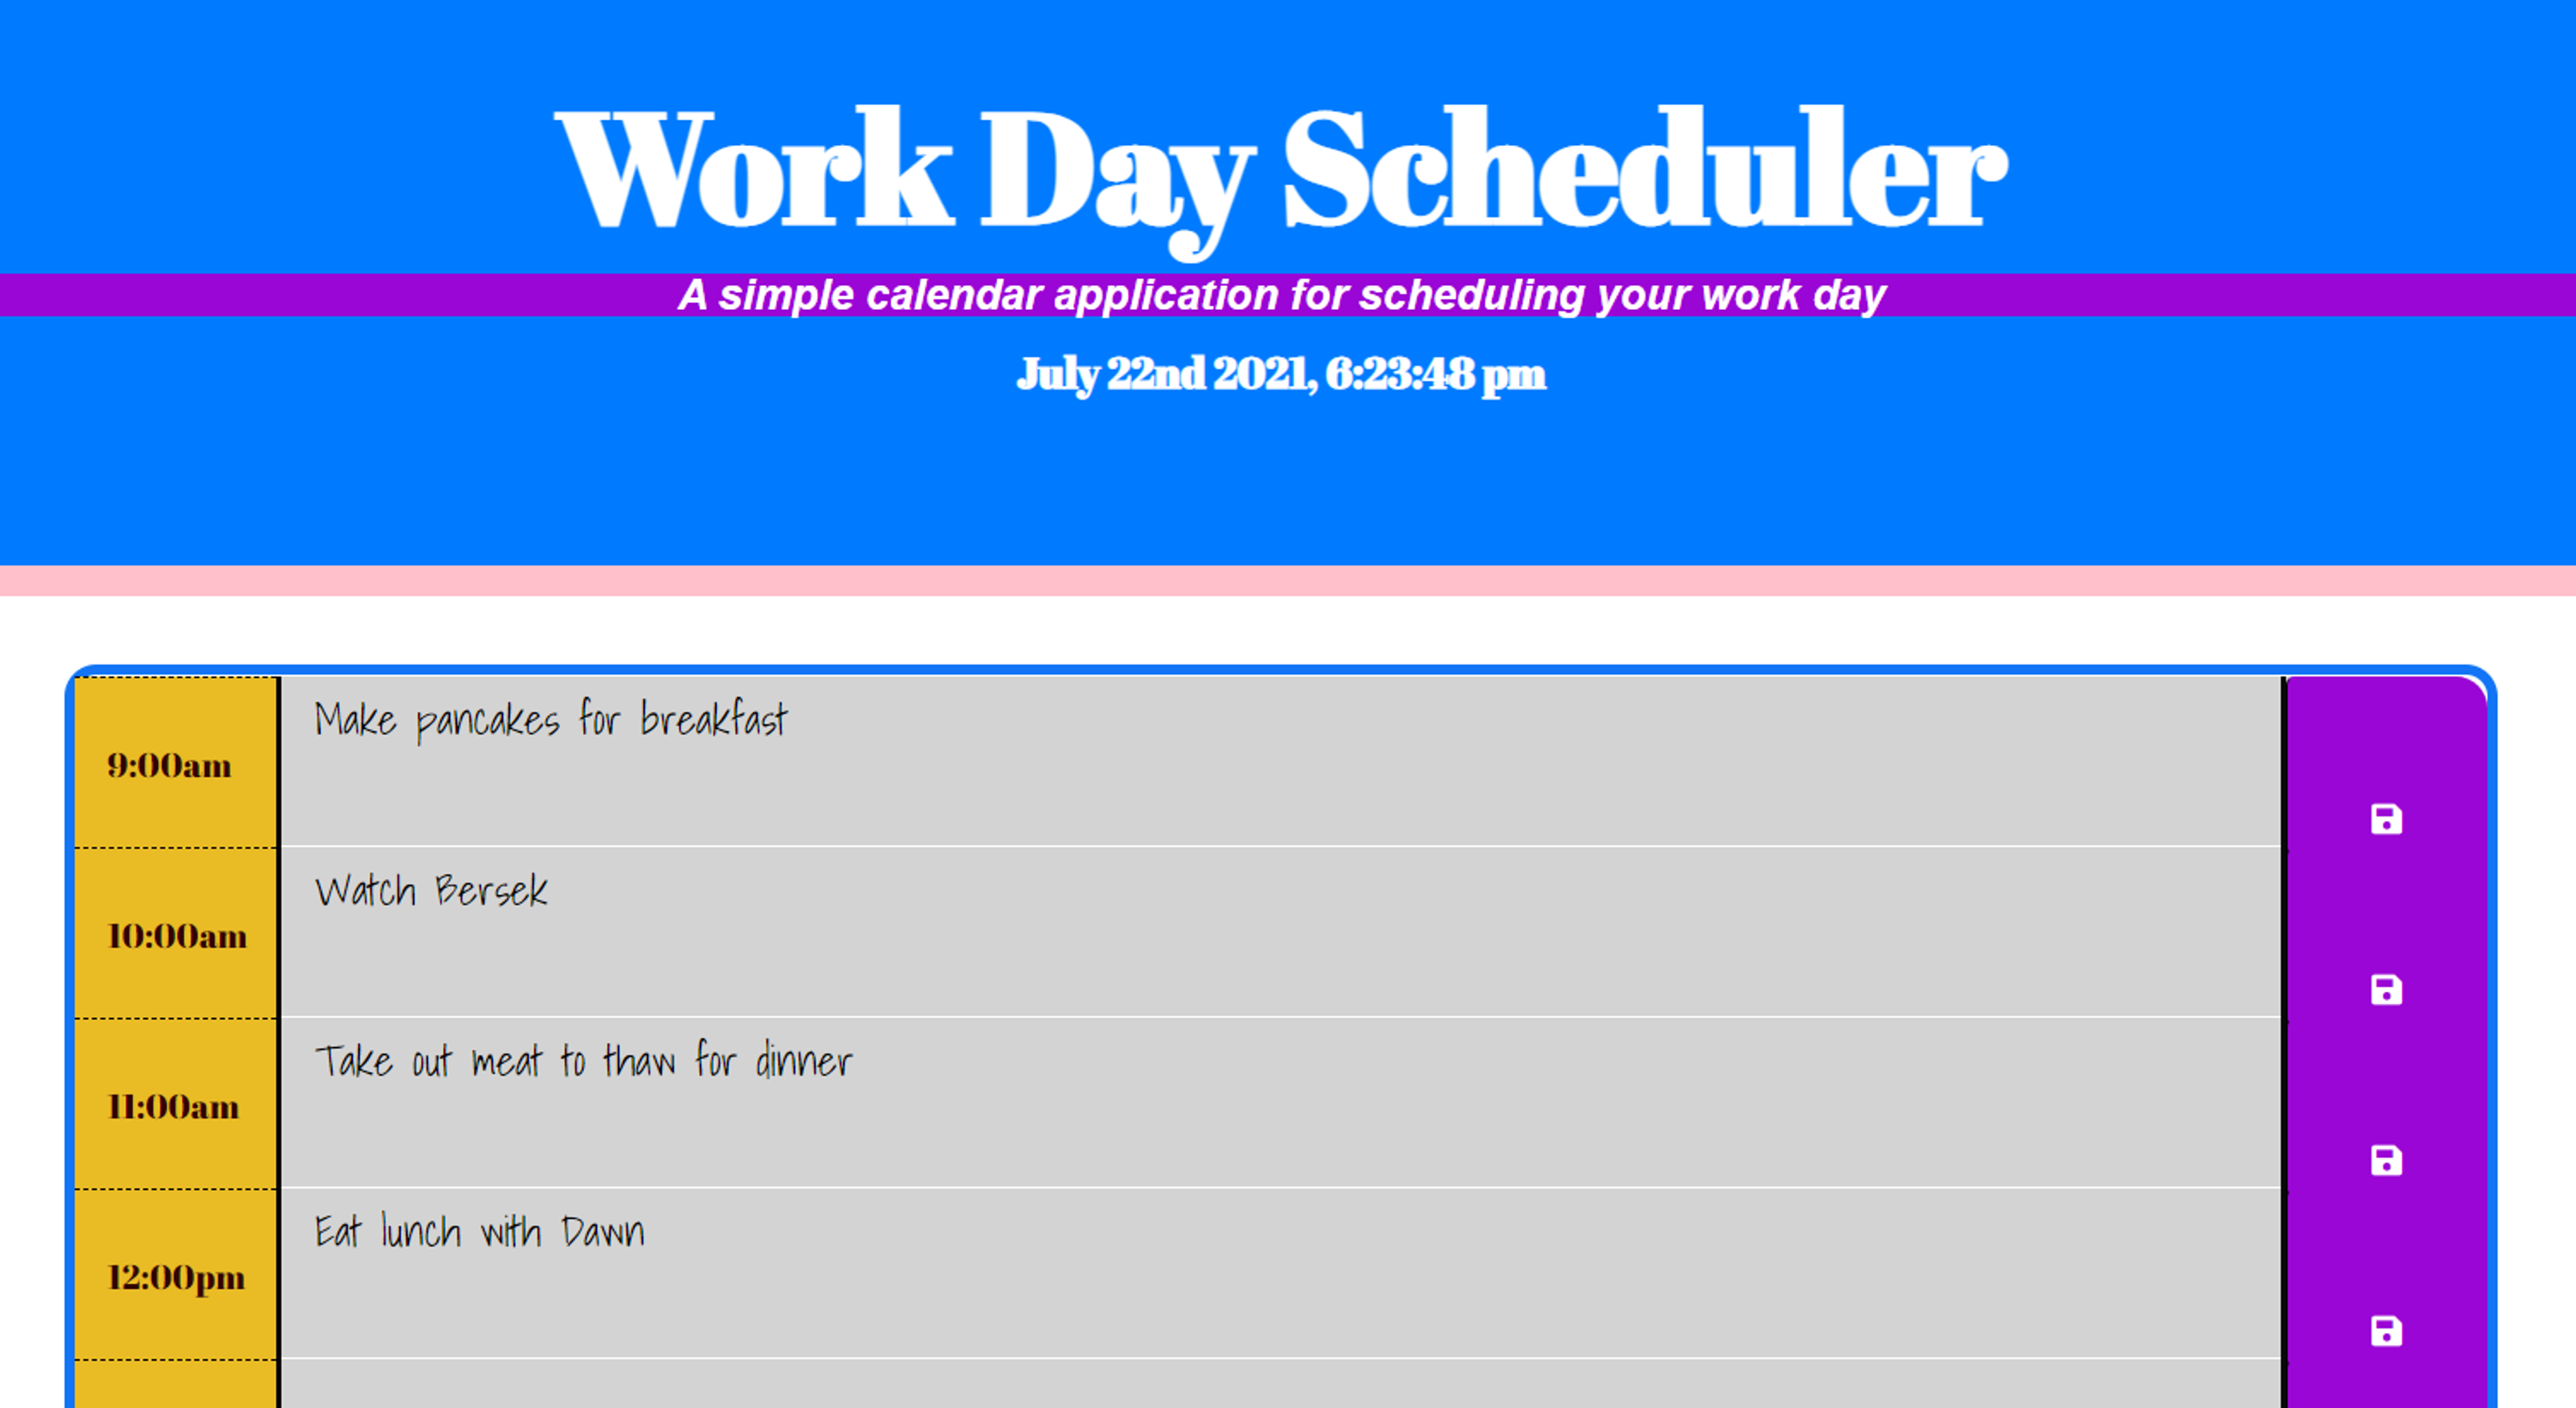 Work Day Scheduler
A simple calendar application for scheduling your work day
July 22nd 2021, 6:23:48 pm
9:00am
Make pancakes for breakfast
10:00am
Watch Bersek
11:00am
Take out meat to thaw for dinner
12:00pm
Eat lunch with Dawn